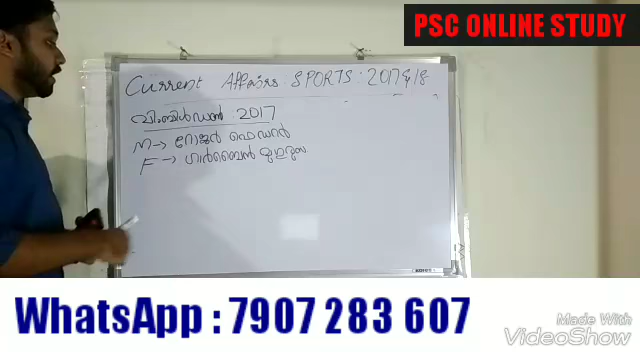 PSC ONLINE STUDY
Current Affairs SPORTS : 2017 & 18
വിംബിൾഡൺ 2017
M → റോജർ ഫെഡറർ
F → ഗാർബൈൻ മുഗുരുസ
WhatsApp : 7907 283 607
Made With
VideoShow